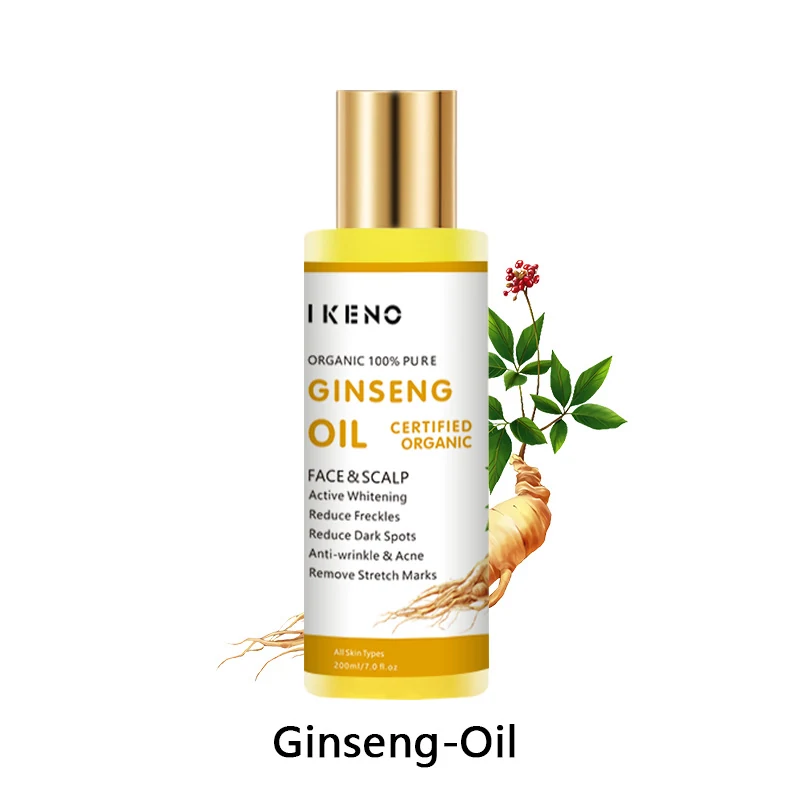 IKENO
ORGANIC 100% PURE
GINSENG
OIL CERTIFIED
ORGANIC
FACE & SCALP
Active Whitening
Reduce Freckles
Reduce Dark Spots
Anti-wrinkle & Acne
Remove Stretch Marks
All Skin Types
200ml/7.0 fl.oz
Ginseng-Oil